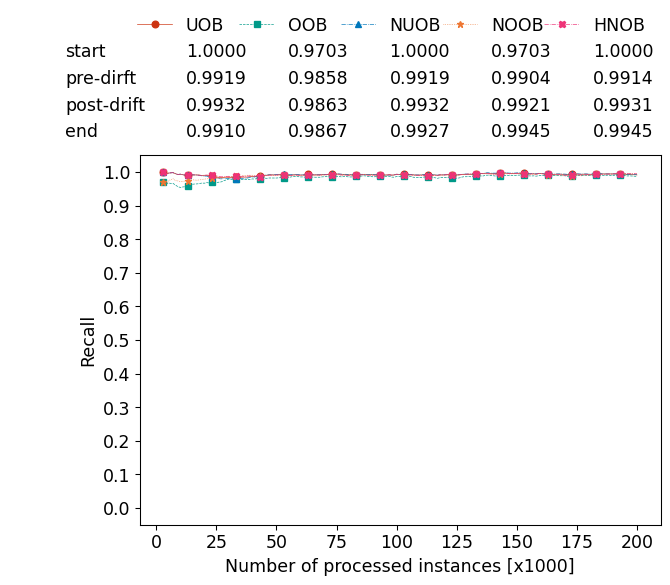 UOB OOB NUOB NOOB HNOB
start 1.0000 0.9703 1.0000 0.9703 1.0000
pre-dirft 0.9919 0.9858 0.9919 0.9904 0.9914
post-drift 0.9932 0.9863 0.9932 0.9921 0.9931
end 0.9910 0.9867 0.9927 0.9945 0.9945
1.0
0.9
0.8
0.7
0.6
0.5
0.4
0.3
0.2
0.1
0.0
Recall
0 25 50 75 100 125 150 175 200
Number of processed instances [x1000]